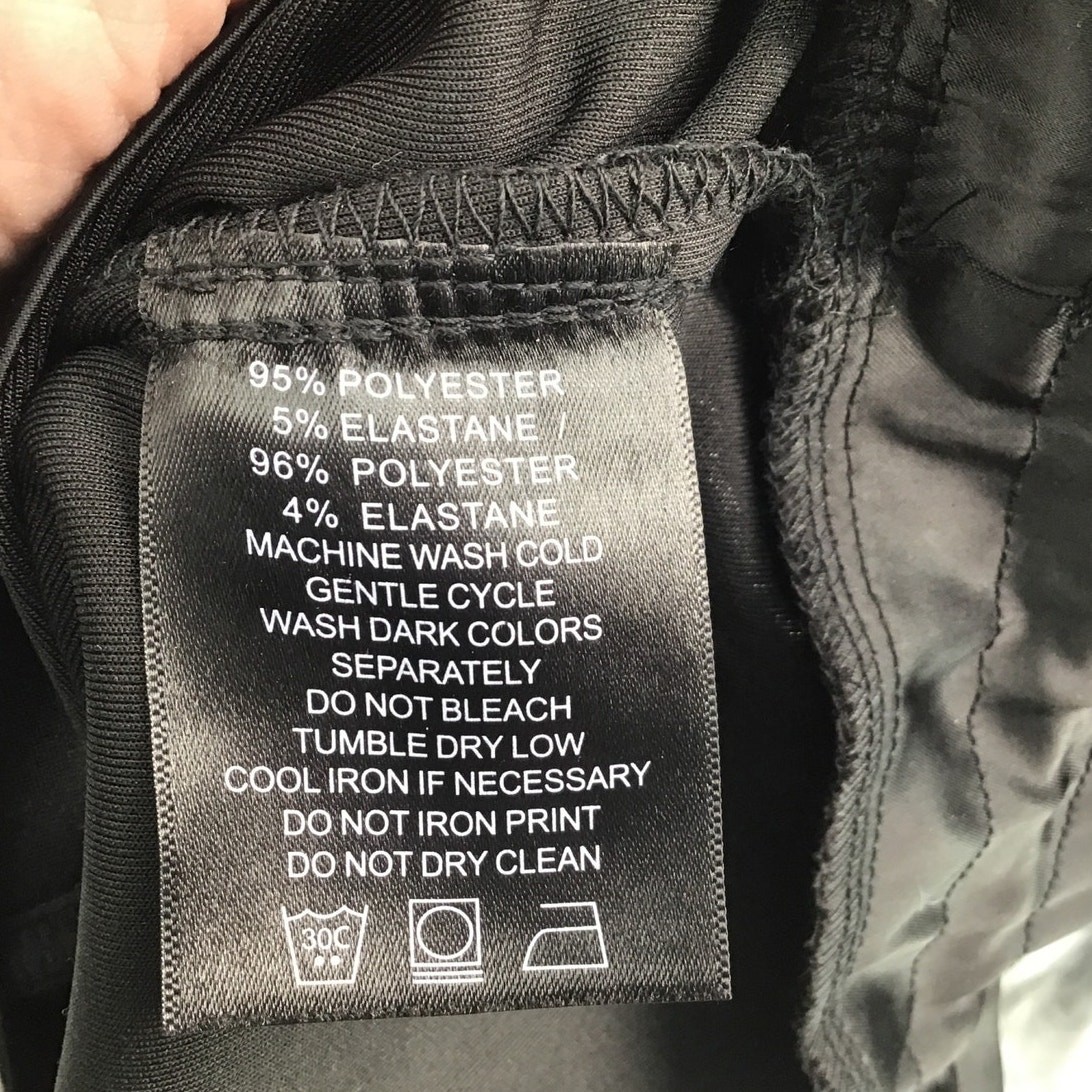 95% POLYESTER
5% ELASTANE /
96% POLYESTER
4% ELASTANE
MACHINE WASH COLD
GENTLE CYCLE
WASH DARK COLORS
SEPARATELY
DO NOT BLEACH
TUMBLE DRY LOW
COOL IRON IF NECESSARY
DO NOT IRON PRINT
DO NOT DRY CLEAN
30C